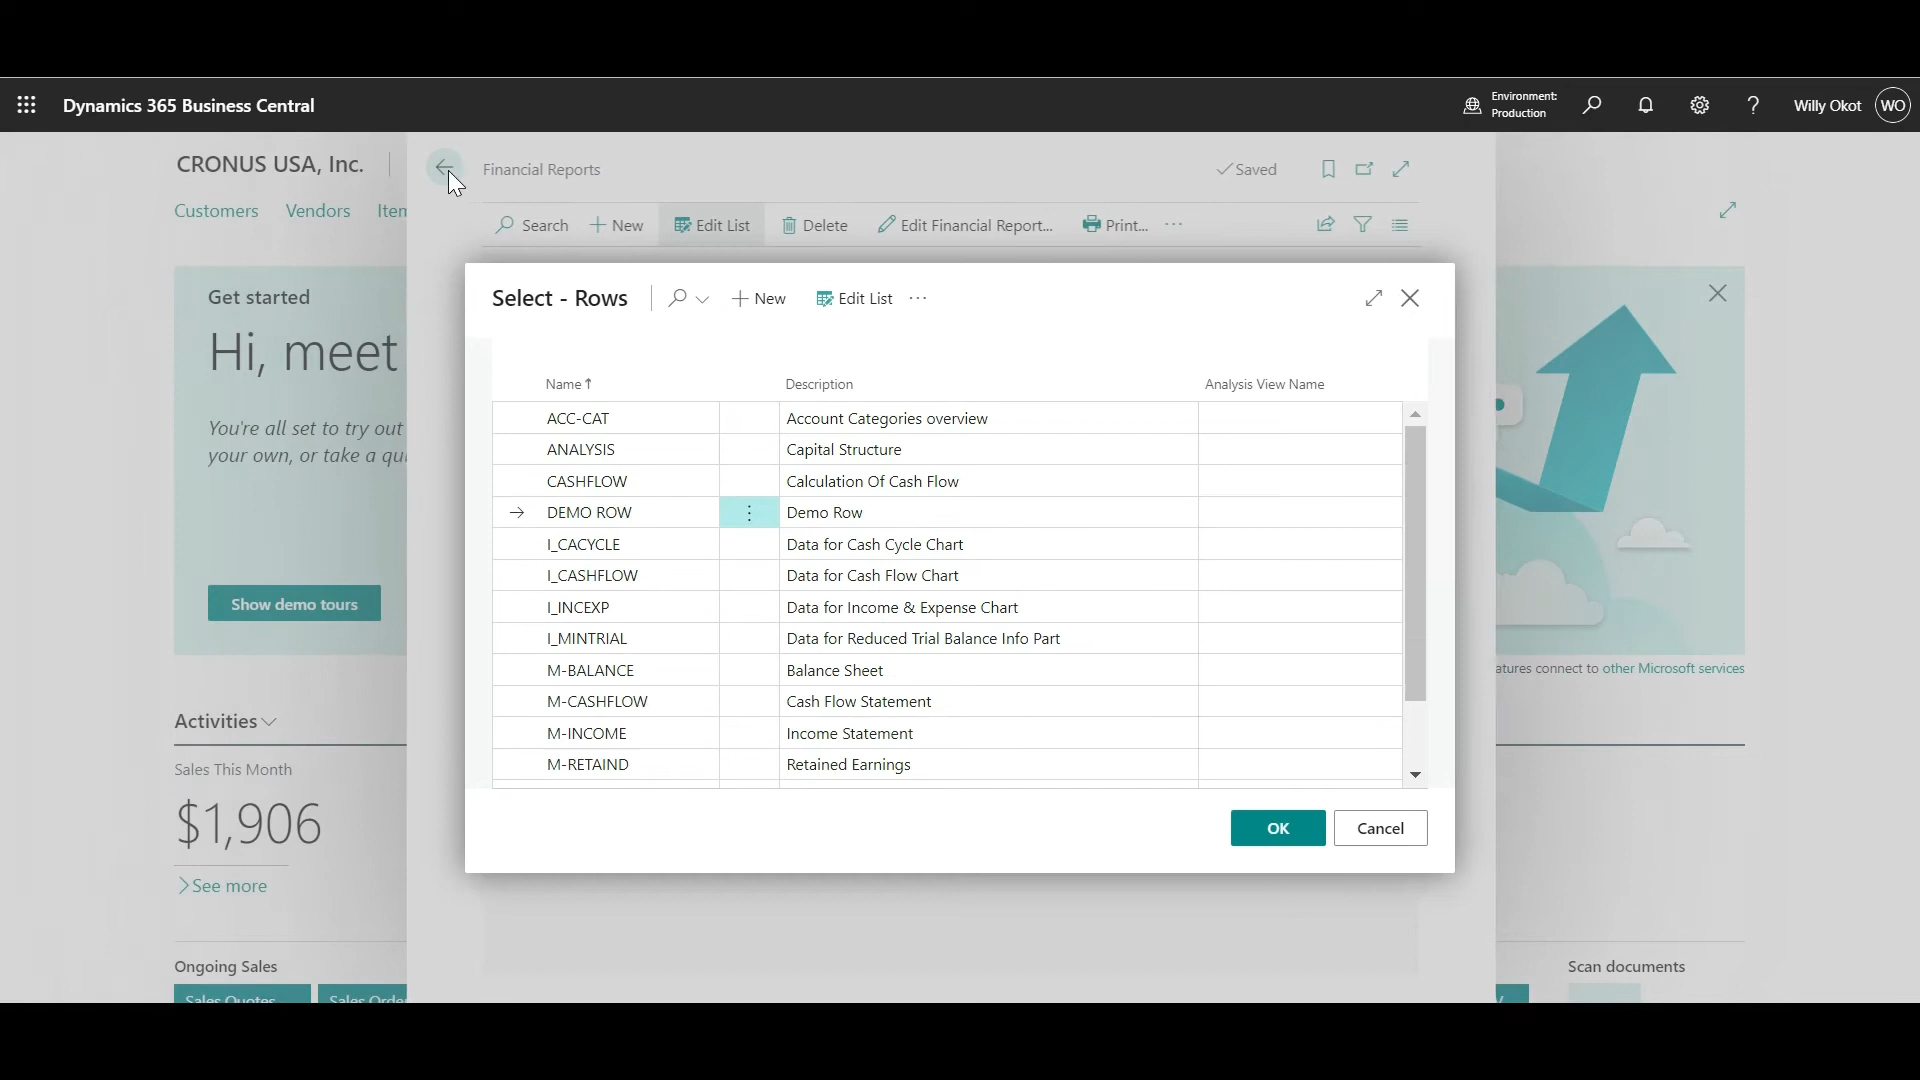 Dynamics 365 Business Central
Environment:
Production
Willy Okot
WO
CRONUS USA, Inc.
Financial Reports
Saved
Customers
Vendors
Search
New
Edit List
Delete
Edit Financial Report...
Print...
Get started
Hi, meet
You're all set to try out
your own, or take a
Show demo tours
Select - Rows
New
Edit List
Name
Description
Analysis View Name
ACC-CAT
Account Categories overview
ANALYSIS
Capital Structure
CASHFLOW
Calculation Of Cash Flow
DEMO ROW
Demo Row
I_CACYCLE
Data for Cash Cycle Chart
I_CASHFLOW
Data for Cash Flow Chart
I_INCEXP
Data for Income & Expense Chart
I_MINTRIAL
Data for Reduced Trial Balance Info Part
M-BALANCE
Balance Sheet
M-CASHFLOW
Cash Flow Statement
M-INCOME
Income Statement
M-RETAIND
Retained Earnings
OK
Cancel
connect to other Microsoft services
Activities
Sales This Month
$1,906
See more
Ongoing Sales
Sales Quotes
Sales
Scan documents